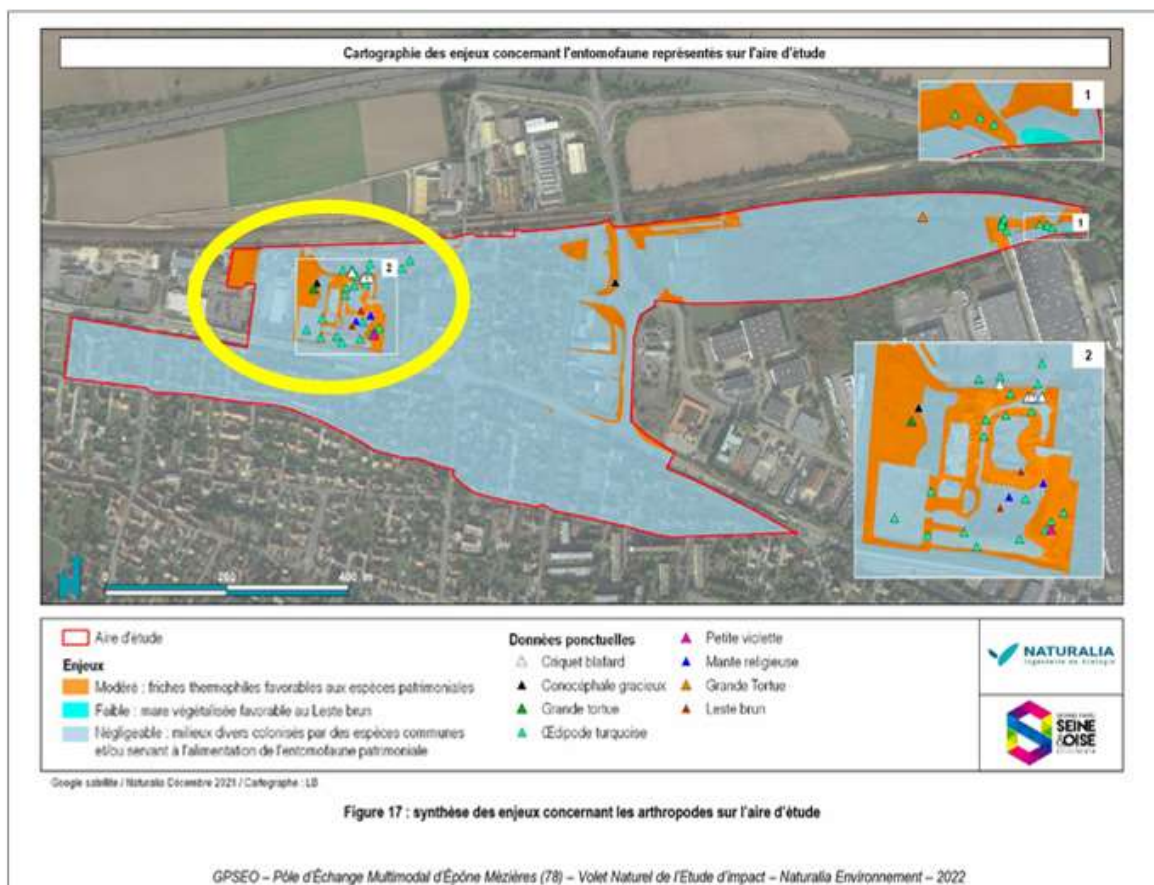 Cartographie des enjeux concernant l'entomofaune représentés sur l'aire d'étude
1
1
2
2
0
200
400 m
Aire d'étude
Enjeux
Modéré : friches thermophiles favorables aux espèces patrimoniales
Faible : mare végétalisée favorable au Leste brun
Négligeable : milieux divers colonisés par des espèces communes
et/ou servant à l'alimentation de l'entomofaune patrimoniale
Données ponctuelles
Criquet blafard
Conocéphale gracieux
Grande tortue
Œdipode turquoise
Petite violette
Mante religieuse
Grande Tortue
Leste brun
NATURALIA
Ingénierie en écologie
SEINE
&OISE
Google satellite / Naturalia Décembre 2021 / Cartographe : LB
Figure 17 : synthèse des enjeux concernant les arthropodes sur l'aire d'étude
GPSEO – Pôle d'Échange Multimodal d'Épône Mézières (78) – Volet Naturel de l'Etude d'impact – Naturalia Environnement – 2022